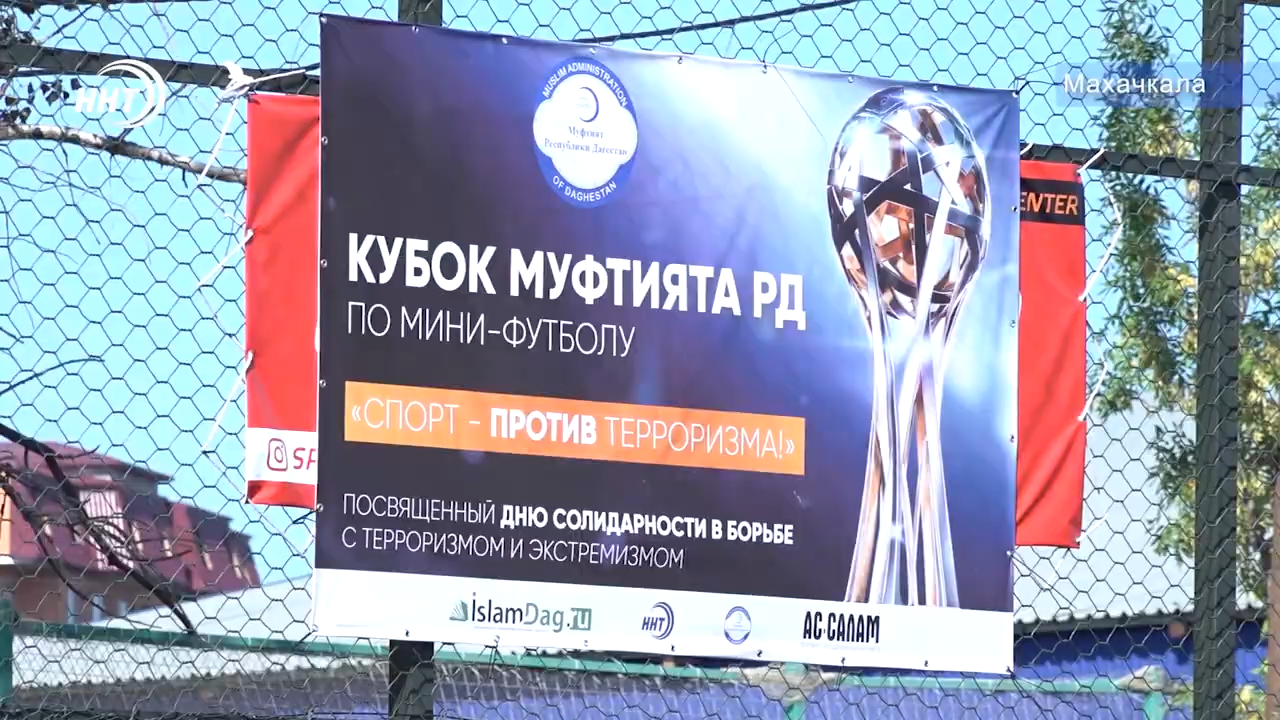 ННТ
Махачкала
MUSLIM ADMINISTRATION
Муфтият
Республики Дагестан
OF DAGHESTAN
ENTER
КУБОК МУФТИЯТА РД
ПО МИНИ-ФУТБОЛУ
«СПОРТ - ПРОТИВ ТЕРРОРИЗМА!»
ПОСВЯЩЕННЫЙ ДНЮ СОЛИДАРНОСТИ В БОРЬБЕ
С ТЕРРОРИЗМОМ И ЭКСТРЕМИЗМОМ
SP
islamDag.ru
ННТ
АС-САЛАМ